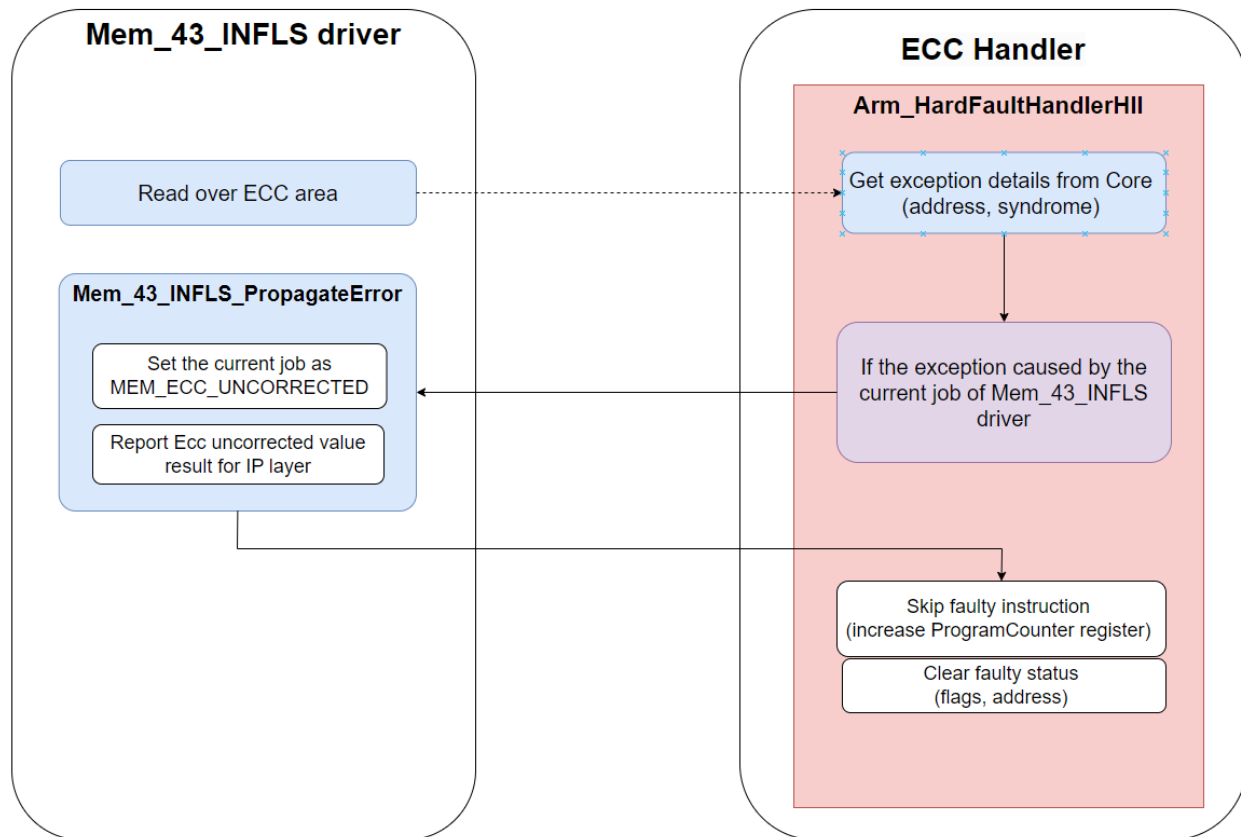 Mem_43_INFLS driver
Read over ECC area
Mem_43_INFLS_PropagateError
Set the current job as
MEM_ECC_UNCORRECTED
Report Ecc uncorrected value
result for IP layer
ECC Handler
Arm_HardFaultHandlerHII
Get exception details from Core
(address, syndrome)
If the exception caused by the
current job of Mem_43_INFLS
driver
Skip faulty instruction
(increase ProgramCounter register)
Clear faulty status
(flags, address)